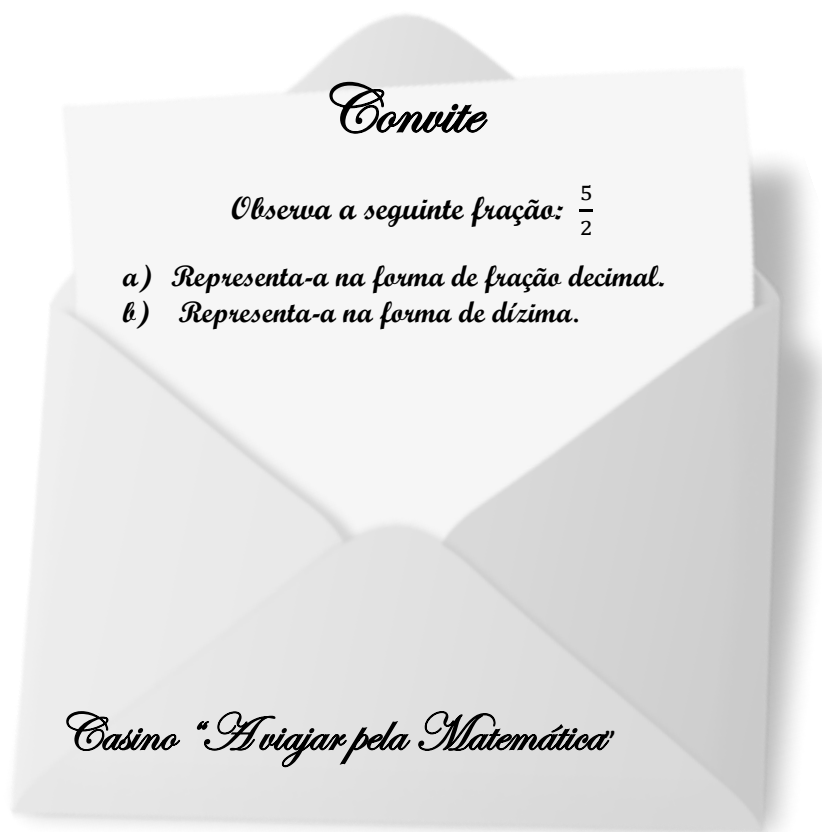 Convite
Observa a seguinte fração: 5/2
a) Representa-a na forma de fração decimal.
b) Representa-a na forma de dízima.
Casino “A viajar pela Matemática”